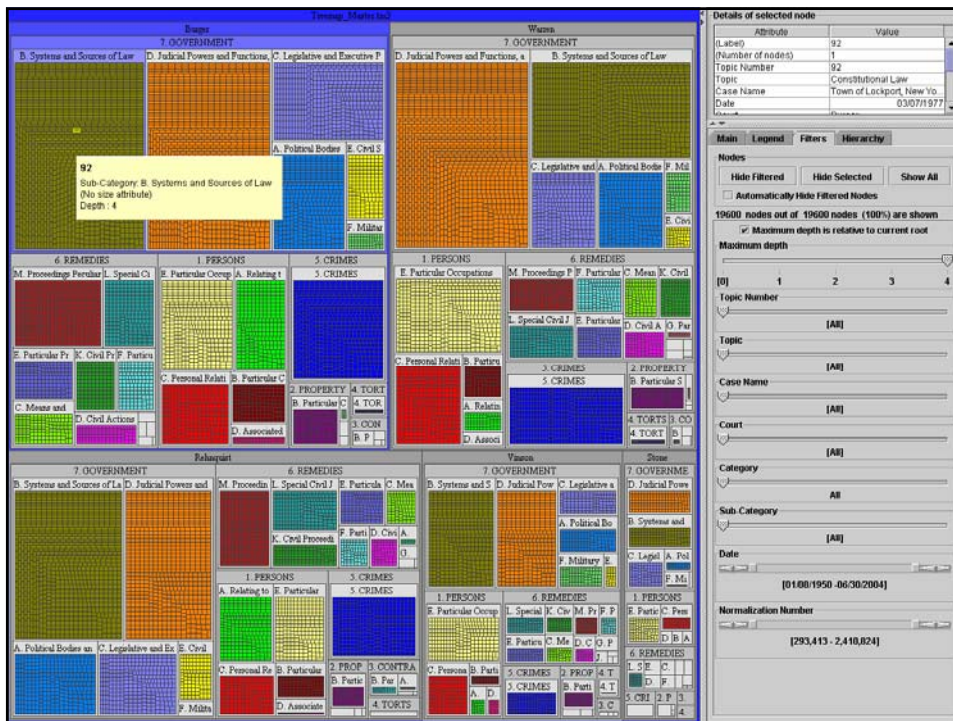 Details of selected node
Attribute Value
(Label) 92
(Number of nodes) 1
Topic Number 92
Topic Constitutional Law
Case Name Town of Lockport, New Yo...
Date 03/07/1977
Main Legend Filters Hierarchy
Nodes
Hide Filtered Hide Selected Show All
Automatically Hide Filtered Nodes
19600 nodes out of 19600 nodes (100%) are shown
Maximum depth is relative to current root
Maximum depth
[0] 1 2 3 4
Topic Number
[All]
Topic
[All]
Case Name
[All]
Court
[All]
Category
All
Sub-Category
[All]
Date
[01/08/1950 -06/30/2004]
Normalization Number
[293,413 - 2,410,824]
Burger
7. GOVERNMENT
B. Systems and Sources of Law
D. Judicial Powers and Functions,
C. Legislative and Executive P
A. Political Bodies
E. Civil S
F. Militar
92
Sub-Category: B. Systems and Sources of Law
(No size attribute)
Depth : 4
6. REMEDIES
M. Proceedings Peculiar
L. Special Ci
E. Particular Pr
K. Civil Pr
F. Particu
C. Means and
D. Civil Actions
1. PERSONS
E. Particular Occup
A. Relating t
C. Personal Relati
B. Particular C
D. Associated
5. CRIMES
5. CRIMES
2. PROPERTY
B. Particular
C
4. TORT
4. TOR
3. CON
B. P
Warren
7. GOVERNMENT
D. Judicial Powers and Functions, a
B. Systems and Sources of Law
C. Legislative and
A. Political Bodie
F. Mil
E. Civi
1. PERSONS
E. Particular Occupations
C. Personal Relati
B. Particu
A. Relatin
D. Associ
6. REMEDIES
M. Proceedings P
F. Particular
C. Mean
K. Civil
L. Special Civil J
E. Particular
D. Civil A
G. Par
5. CRIMES
5. CRIMES
2. PROPERTY
B. Particular S
4. TORTS
4. TORT
3. CO
B
Rehnquist
7. GOVERNMENT
B. Systems and Sources of La
D. Judicial Powers and
A. Political Bodies an
C. Legislative and Ex
E. Civil
F. Milita
6. REMEDIES
M. Proceedin
L. Special Civil J
E. Particula
C. Mea
K. Civil Proceedi
F. Parti
D. Civi
A.
G.
1. PERSONS
A. Relating to
E. Particular
C. Personal Re
B. Particular
D. Associate
5. CRIMES
5. CRIMES
2. PROP
B. Partic
3. CONTRA
B. Par
A.
4. TORTS
Vinson
7. GOVERNMENT
B. Systems and S
D. Judicial Pow
C. Legislative a
A. Political Bo
F. Military
E.
1. PERSONS
E. Particular Occup
C. Persona
B. Parti
A.
D.
6. REMEDIES
L. Special
K. Civ
M. Pr
F. P
E. Particu
C. Me
D. C
G. P
J.
5. CRIMES
5. CRIMES
2. PROP
B. Parti
4. T
4. T
3. C
Stone
7. GOVERNME
D. Judicial Powe
B. Systems and
C. Legisl
A. Pol
F. Mi
1. PERSONS
E. Partic
C. Pers
D
B
A
6. REMEDIES
L. S
E.
C.
D.
F.
5. CRI
2. P
3.
4.